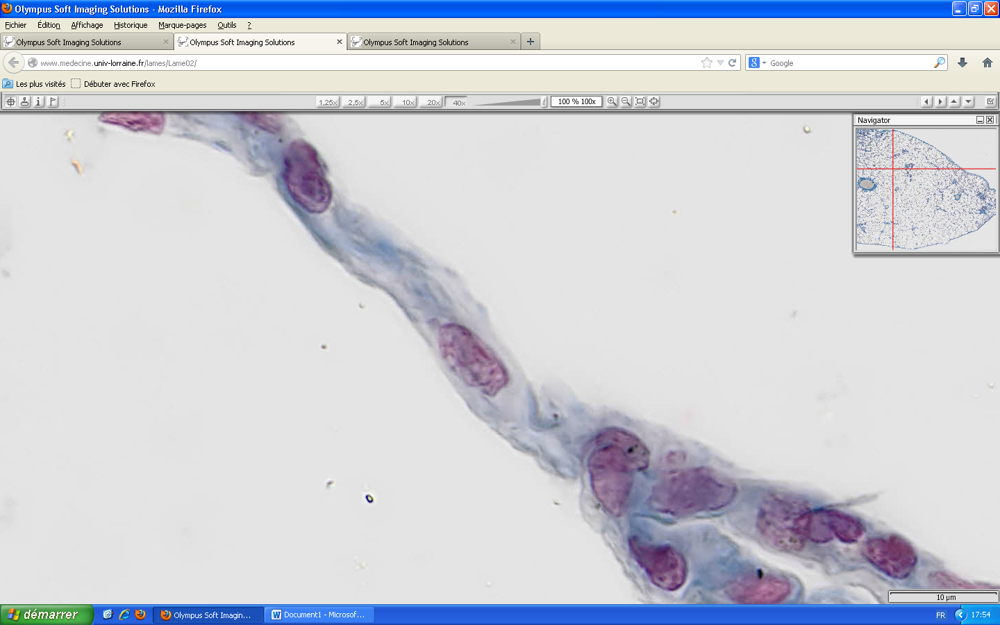 Olympus Soft Imaging Solutions - Mozilla Firefox
Fichier Édition Affichage Historique Marque-pages Outils ?
Olympus Soft Imaging Solutions Olympus Soft Imaging Solutions Olympus Soft Imaging Solutions
www.medecine.univ-lorraine.fr/lames/Lame02/ Google
Les plus visités Débuter avec Firefox
1,25x 2,5x 5x 10x 20x 40x 100 % 100x
Navigator
10 µm
démarrer Olympus Soft Imagin... Document1 - Microsof... FR 17:54